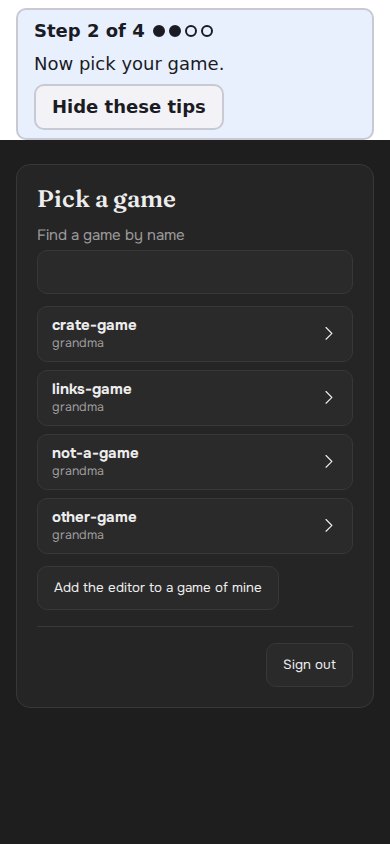 Step 2 of 4
Now pick your game.
Hide these tips
Pick a game
Find a game by name
crate-game
grandma
links-game
grandma
not-a-game
grandma
other-game
grandma
Add the editor to a game of mine
Sign out